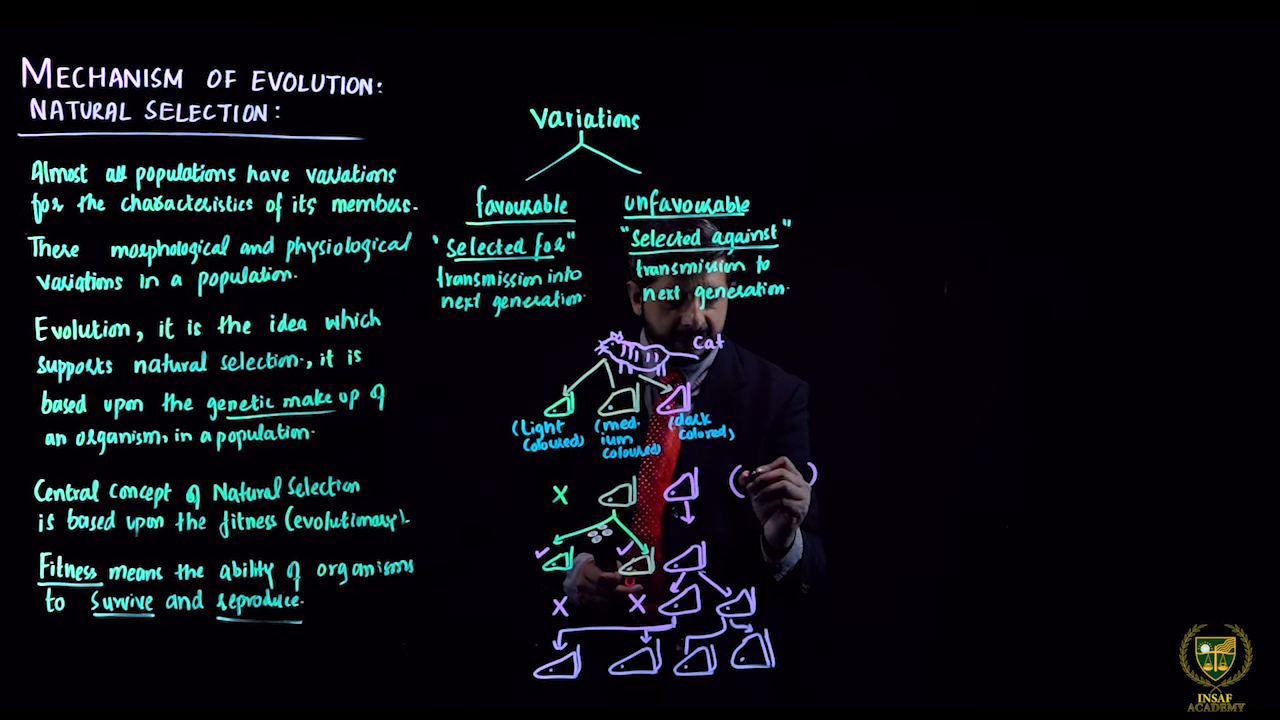 MECHANISM OF EVOLUTION:
NATURAL SELECTION:
Almost all populations have variations
for the characteristics of its members.
There morphological and physiological
variations in a population.
Evolution, it is the idea which
supports natural selection, it is
based upon the genetic make up of
an organism, in a population.
Central concept of Natural Selection
is based upon the fitness (evolutionary).
Fitness means the ability of organisms
to survive and reproduce.
Variations
favourable
"Selected for"
transmission into
next generation.
unfavourable
"Selected against"
transmission to
next generation.
Cat
(Light
Coloured)
(med-
ium
coloured)
(dark
colored)
X
X X
( )
INSAF
ACADEMY